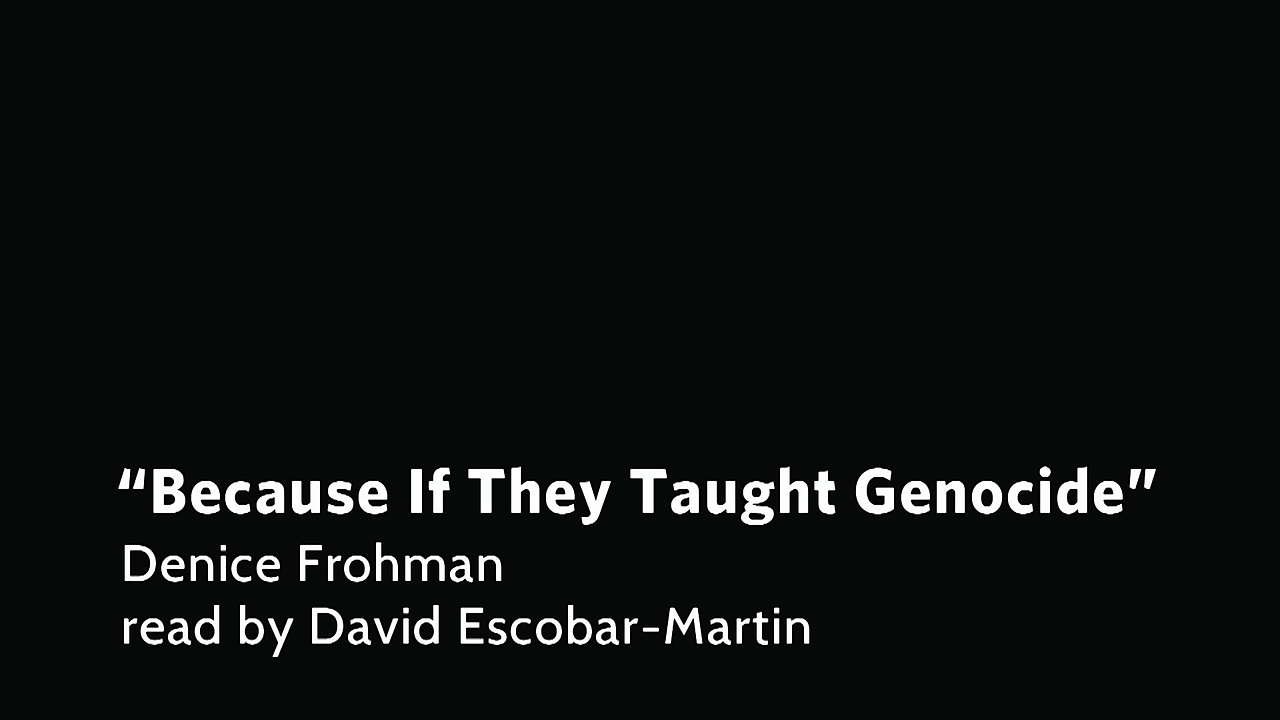 “Because If They Taught Genocide”
Denice Frohman
read by David Escobar-Martin